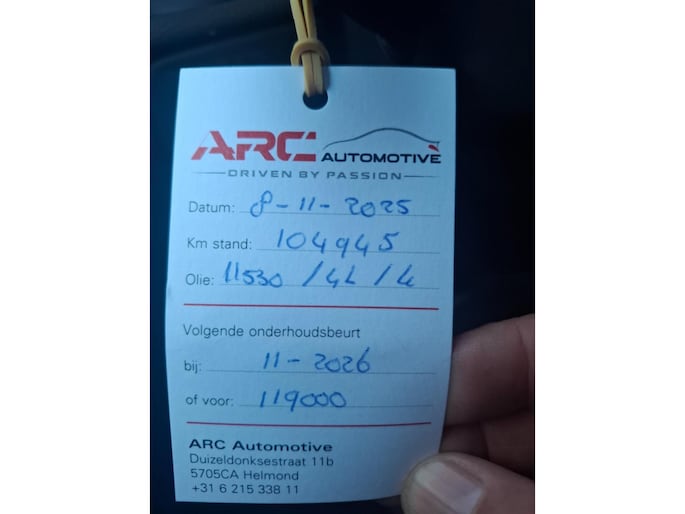 ARC AUTOMOTIVE
DRIVEN BY PASSION
Datum: 8-11-2025
Km stand: 104945
Olie: 11530 / 4L / 4
Volgende onderhoudsbeurt
bij: 11-2026
of voor: 119000
ARC Automotive
Duizeldonksestraat 11b
5705CA Helmond
+31 6 215 338 11